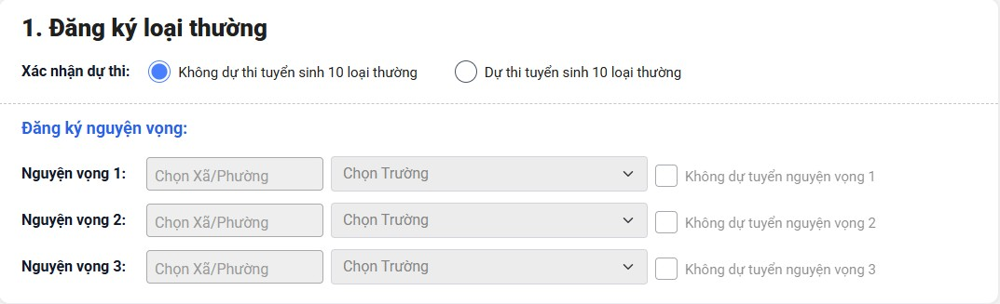 1. Đăng ký loại thường
Xác nhận dự thi: Không dự thi tuyển sinh 10 loại thường Dự thi tuyển sinh 10 loại thường
Đăng ký nguyện vọng:
Nguyện vọng 1: Chọn Xã/Phường Chọn Trường Không dự tuyển nguyện vọng 1
Nguyện vọng 2: Chọn Xã/Phường Chọn Trường Không dự tuyển nguyện vọng 2
Nguyện vọng 3: Chọn Xã/Phường Chọn Trường Không dự tuyển nguyện vọng 3